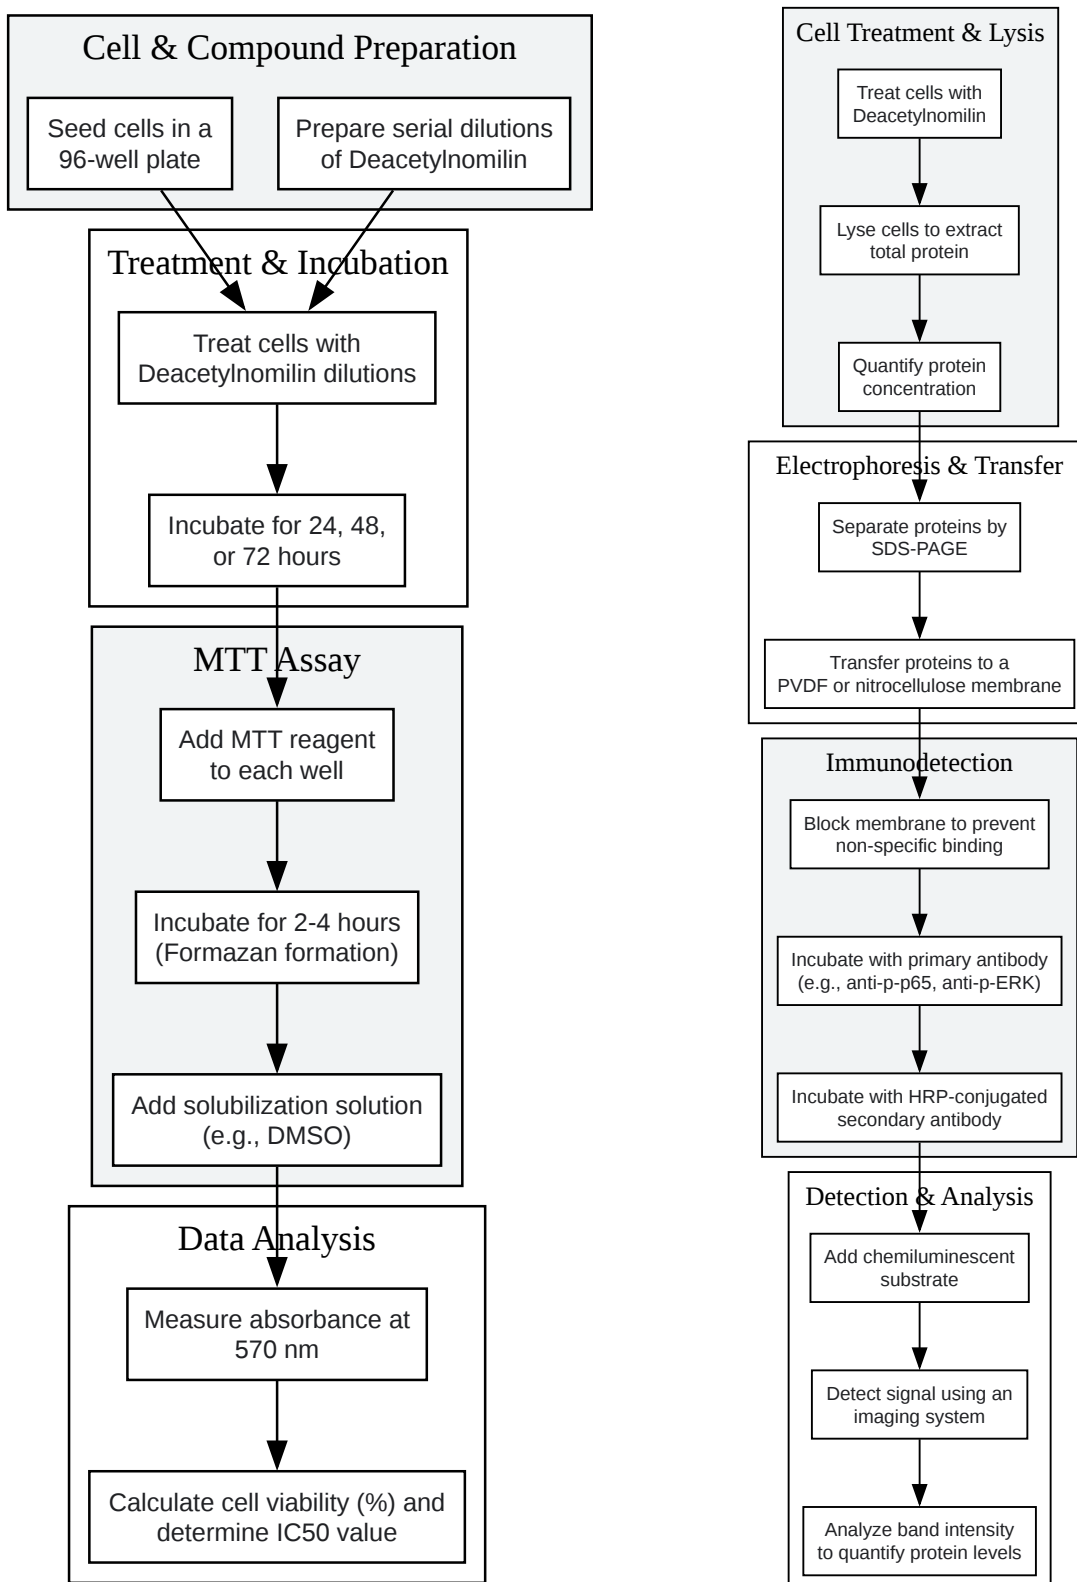 Cell & Compound Preparation
Seed cells in a
96-well plate
Prepare serial dilutions
of Deacetylnomilin
Treatment & Incubation
Treat cells with
Deacetylnomilin dilutions
Incubate for 24, 48,
or 72 hours
MTT Assay
Add MTT reagent
to each well
Incubate for 2-4 hours
(Formazan formation)
Add solubilization solution
(e.g., DMSO)
Data Analysis
Measure absorbance at
570 nm
Calculate cell viability (%) and
determine IC50 value
Cell Treatment & Lysis
Treat cells with
Deacetylnomilin
Lyse cells to extract
total protein
Quantify protein
concentration
Electrophoresis & Transfer
Separate proteins by
SDS-PAGE
Transfer proteins to a
PVDF or nitrocellulose membrane
Immunodetection
Block membrane to prevent
non-specific binding
Incubate with primary antibody
(e.g., anti-p-p65, anti-p-ERK)
Incubate with HRP-conjugated
secondary antibody
Detection & Analysis
Add chemiluminescent
substrate
Detect signal using an
imaging system
Analyze band intensity
to quantify protein levels